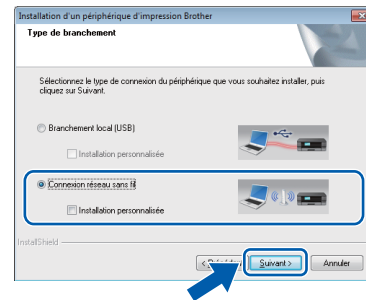 Installation d'un périphérique d'impression Brother
Type de branchement
Sélectionnez le type de connexion du périphérique que vous souhaitez installer, puis
cliquez sur Suivant.
Branchement local (USB)
Installation personnalisée
Connexion réseau sans fil
Installation personnalisée
InstallShield
Suivant >
Annuler